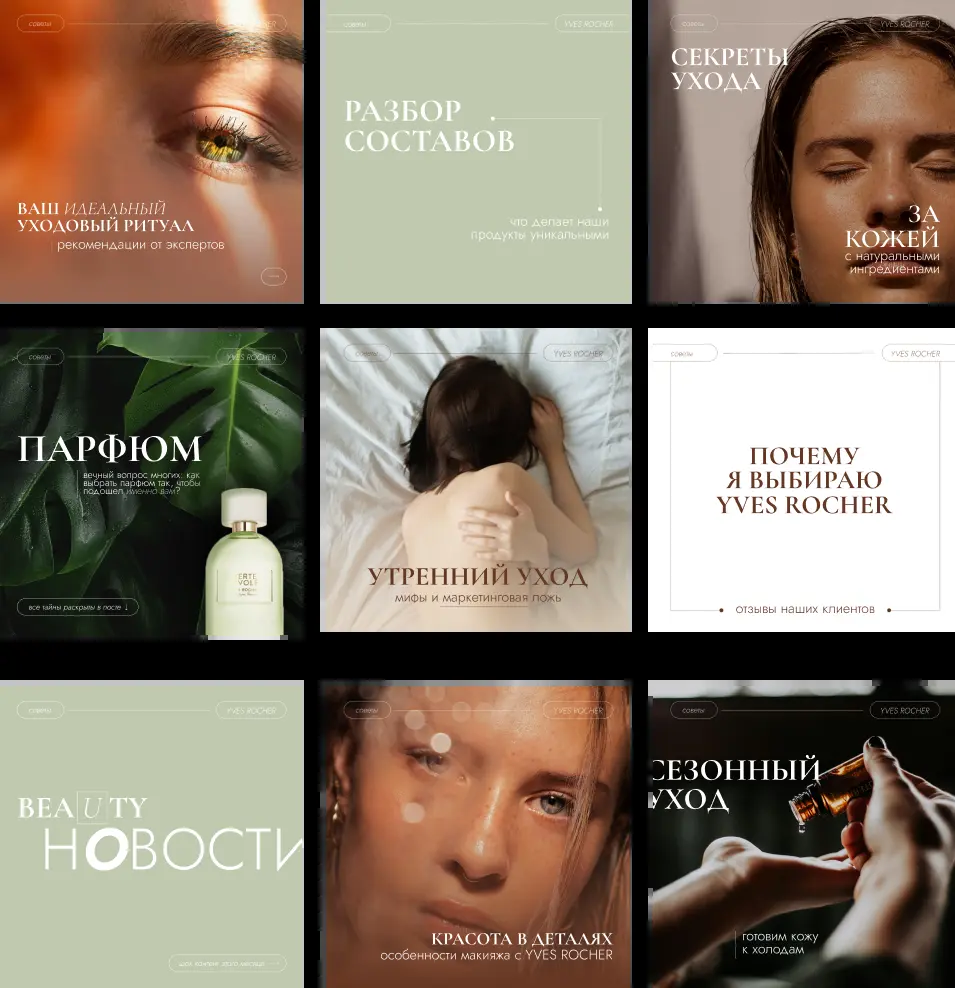 советы
YVES ROCHER
ВАШ ИДЕАЛЬНЫЙ
УХОДОВЫЙ РИТУАЛ
рекомендации от экспертов
советы
YVES ROCHER
РАЗБОР
СОСТАВОВ
что делает наши
продукты уникальными
советы
YVES ROCHER
СЕКРЕТЫ
УХОДА
ЗА
КОЖЕЙ
с натуральными
ингредиентами
советы
YVES ROCHER
ПАРФЮМ
вечный вопрос многих: как
выбрать парфюм так, чтобы
подошел именно вам?
все тайны раскрыты в посте ↓
советы
YVES ROCHER
УТРЕННИЙ УХОД
мифы и маркетинговая ложь
советы
YVES ROCHER
ПОЧЕМУ
Я ВЫБИРАЮ
YVES ROCHER
отзывы наших клиентов
советы
YVES ROCHER
BEAUTY
НОВОСТИ
советы
YVES ROCHER
КРАСОТА В ДЕТАЛЯХ
особенности макияжа с YVES ROCHER
советы
YVES ROCHER
СЕЗОННЫЙ
УХОД
готовим кожу
к холодам